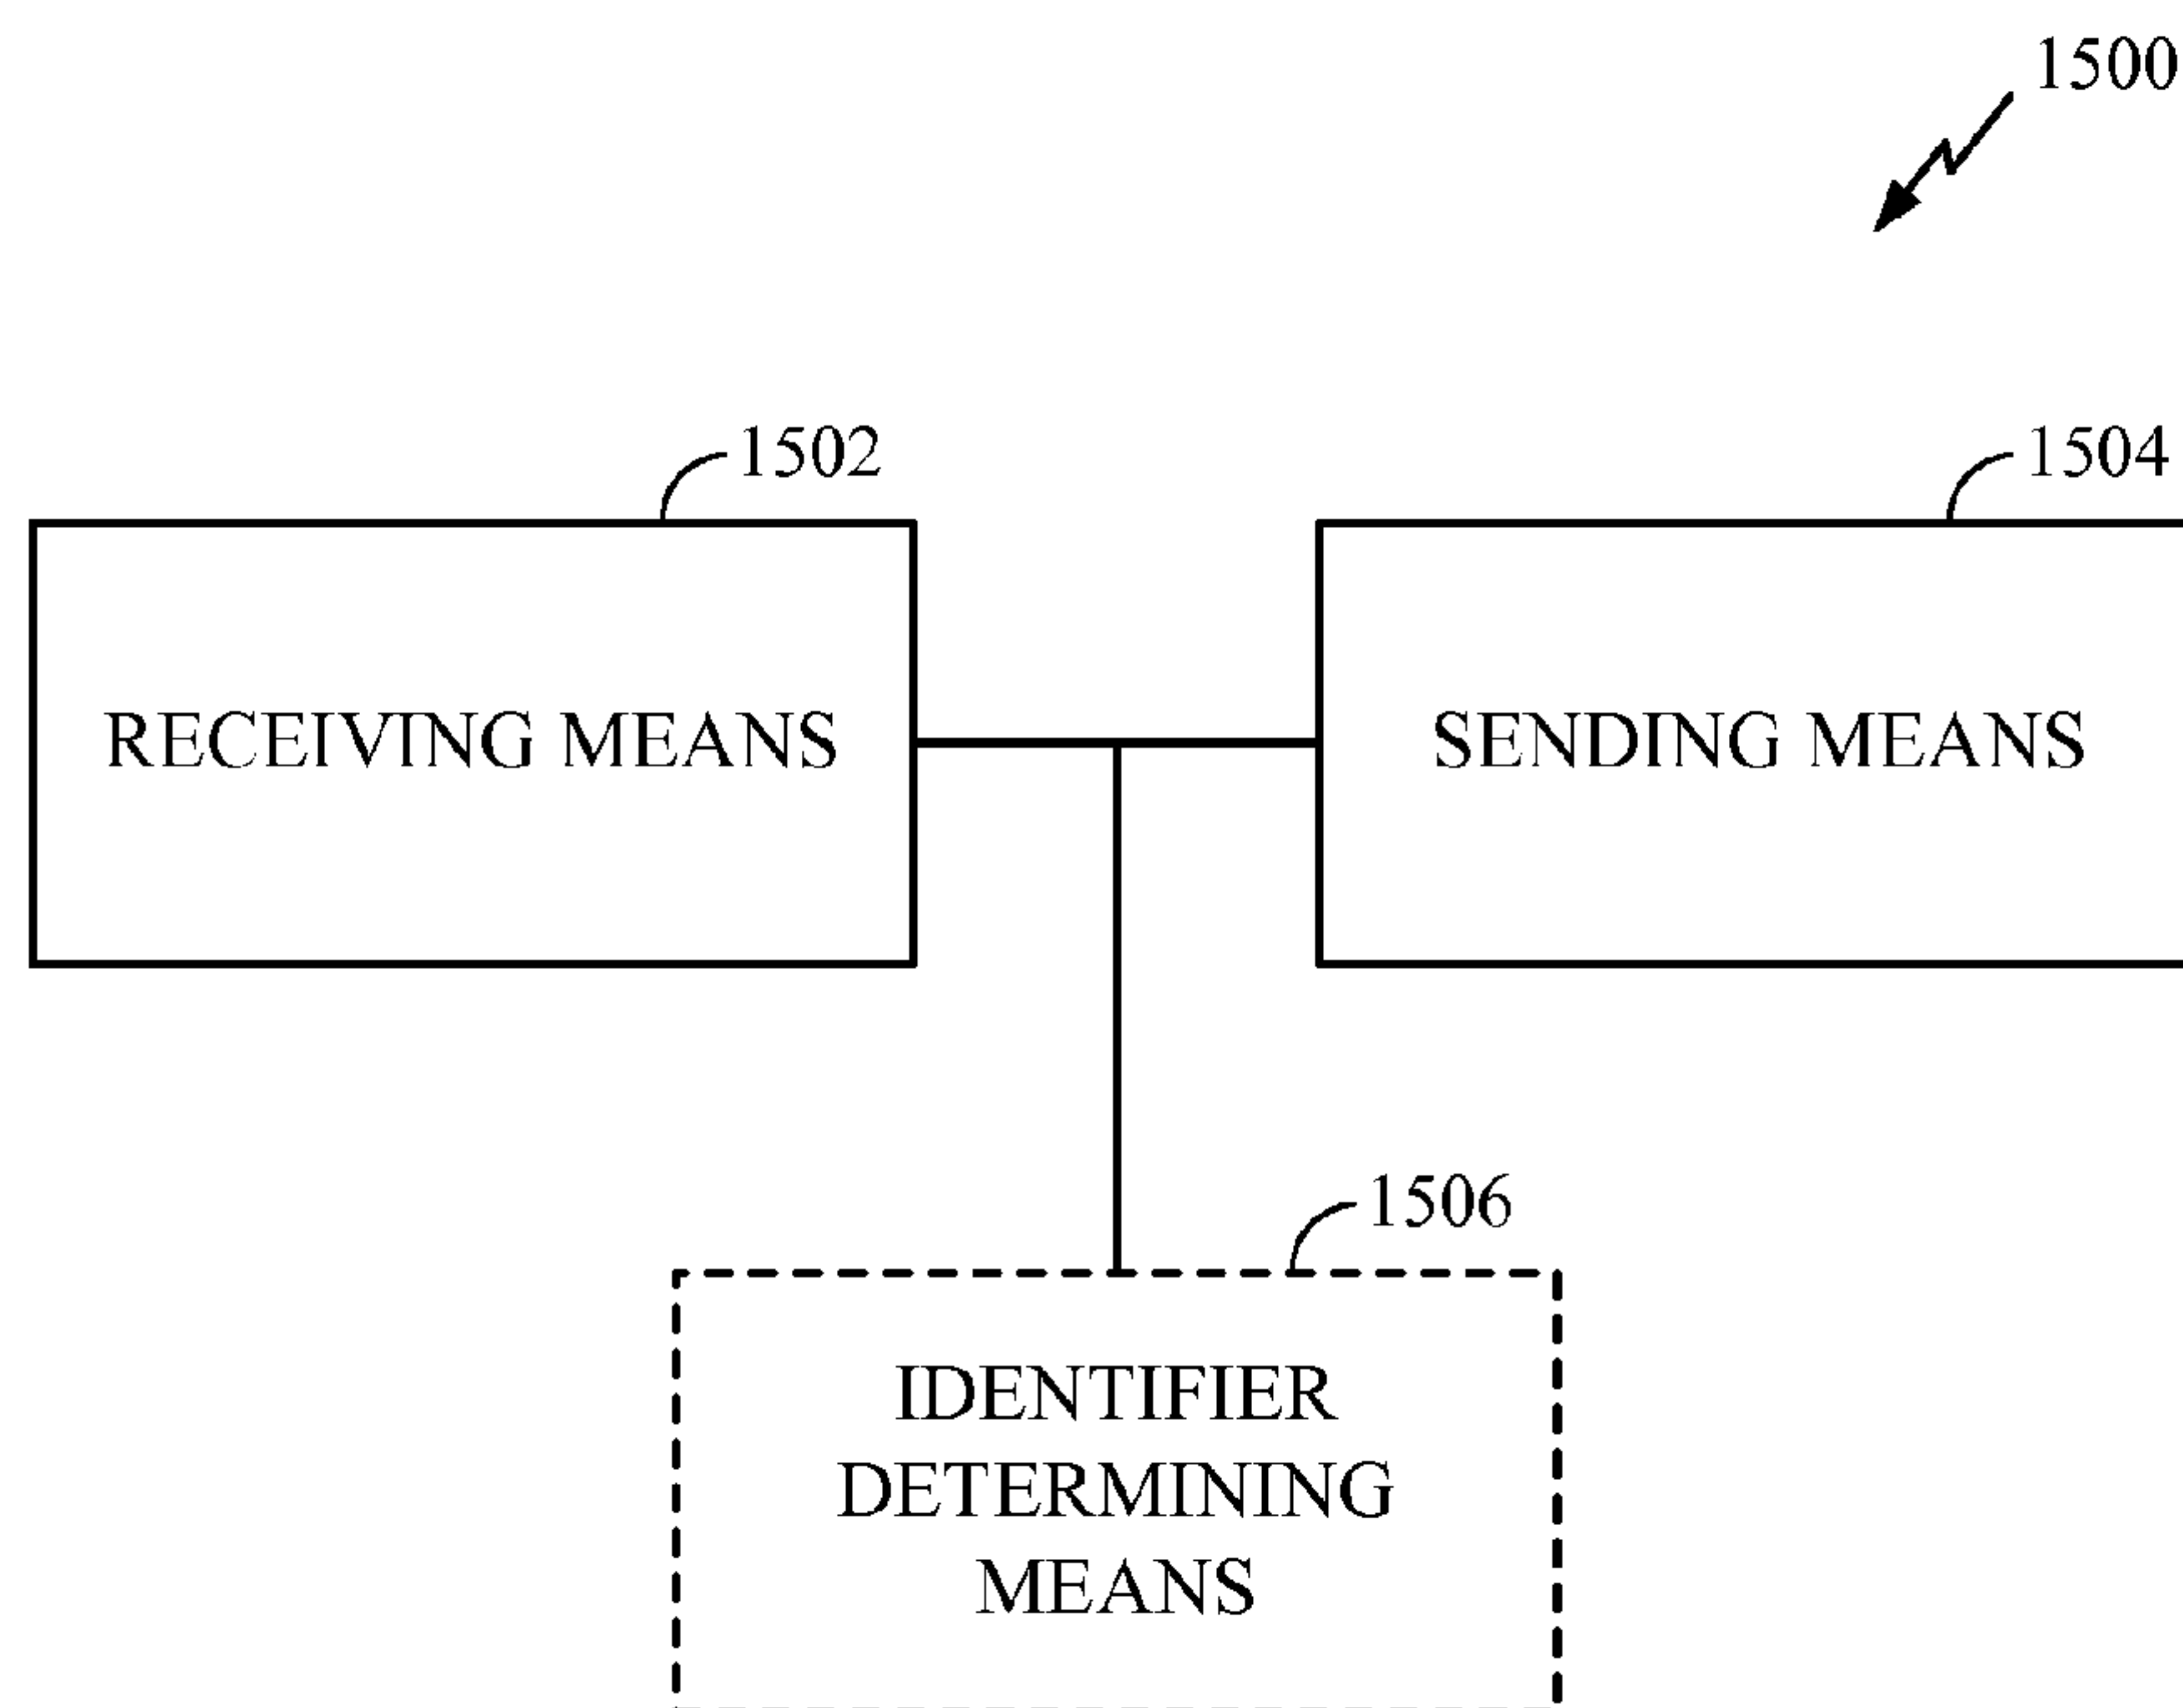 1500
1502
1504
RECEIVING MEANS
SENDING MEANS
1506
IDENTIFIER
DETERMINING
MEANS